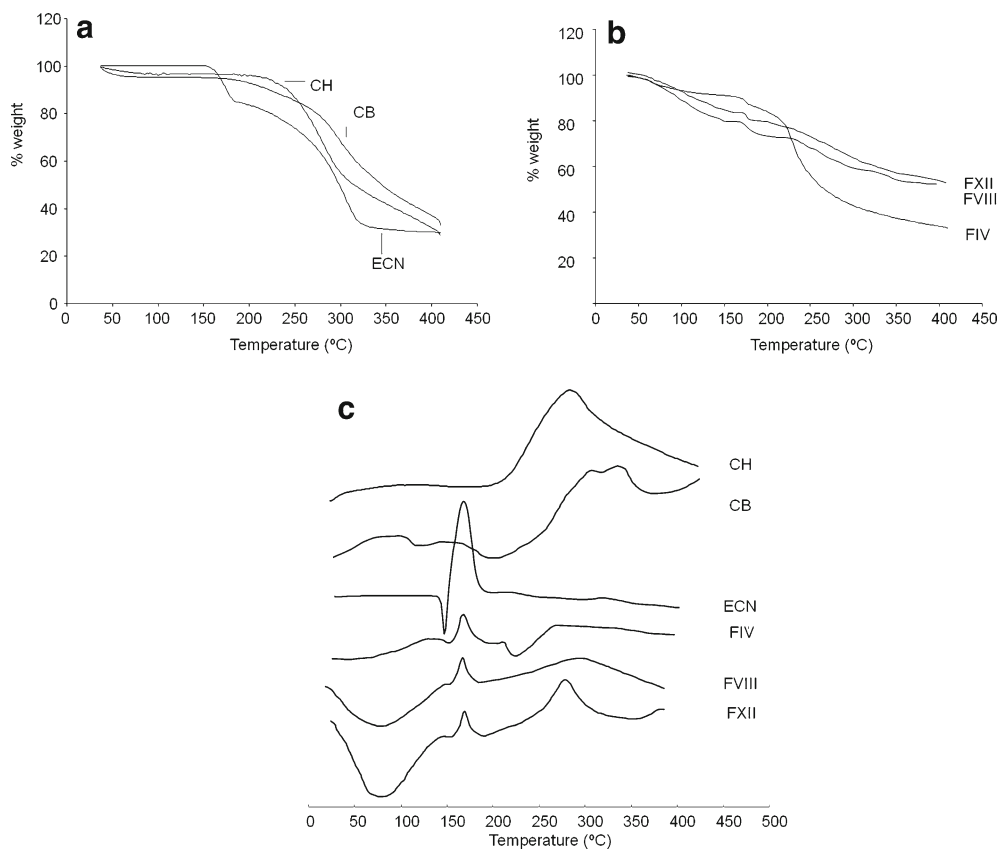 a
120
100
80
60
40
20
0
% weight
CH
CB
ECN
0 50 100 150 200 250 300 350 400 450
Temperature (ºC)
b
120
100
80
60
40
20
% weight
FXII
FVIII
FIV
0 50 100 150 200 250 300 350 400 450
Temperature (ºC)
c
CH
CB
ECN
FIV
FVIII
FXII
0 50 100 150 200 250 300 350 400 450 500
Temperature (ºC)